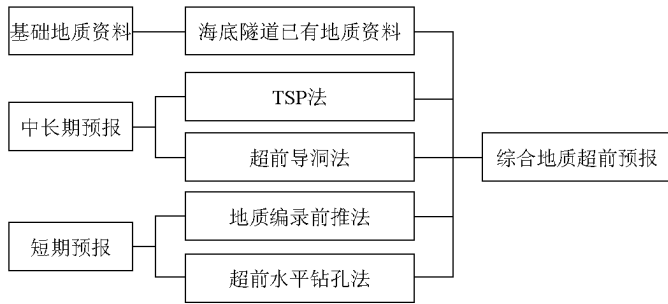 基础地质资料
海底隧道已有地质资料
中长期预报
TSP法
超前导洞法
综合地质超前预报
短期预报
地质编录前推法
超前水平钻孔法